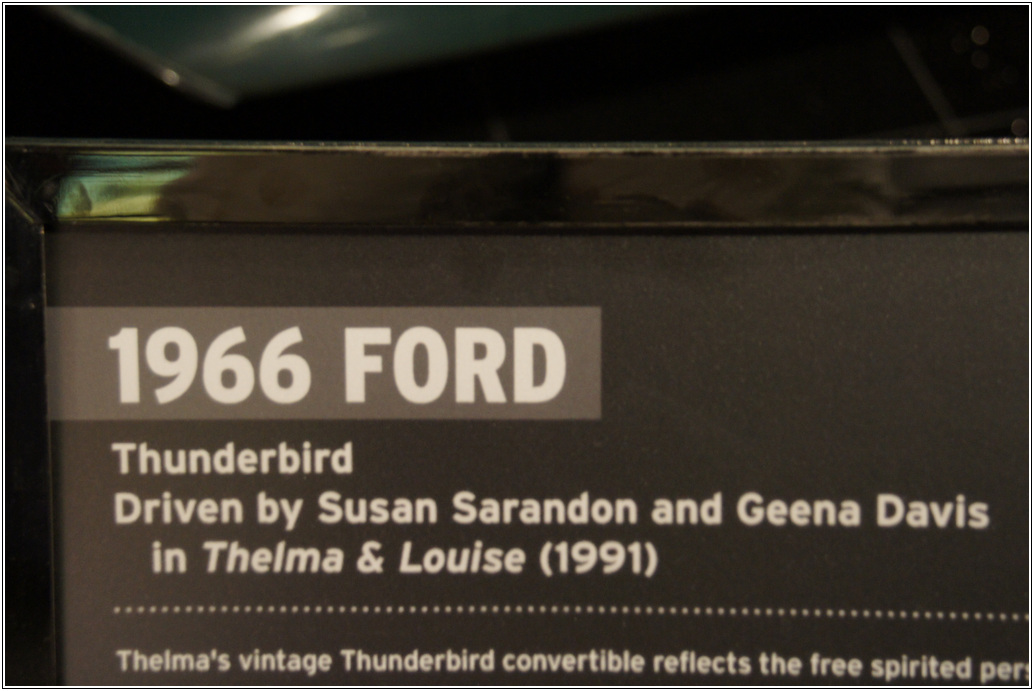 1966 FORD
Thunderbird
Driven by Susan Sarandon and Geena Davis
in Thelma & Louise (1991)
Thelma's vintage Thunderbird convertible reflects the free spirited